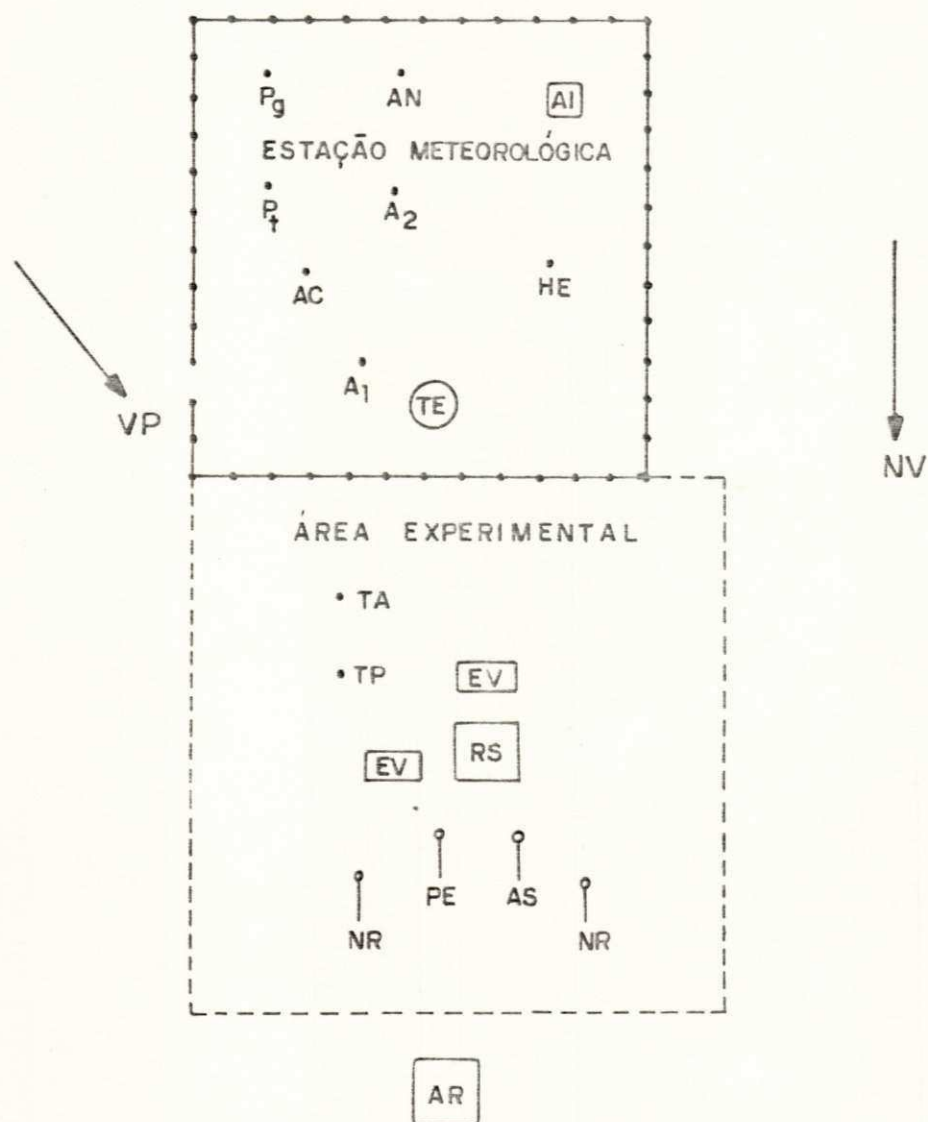 Pg AN AI
ESTAÇÃO METEOROLÓGICA
Pt A2
AC HE
A1 TE
VP
NV
ÁREA EXPERIMENTAL
TA
TP EV
EV RS
PE AS
NR NR
AR